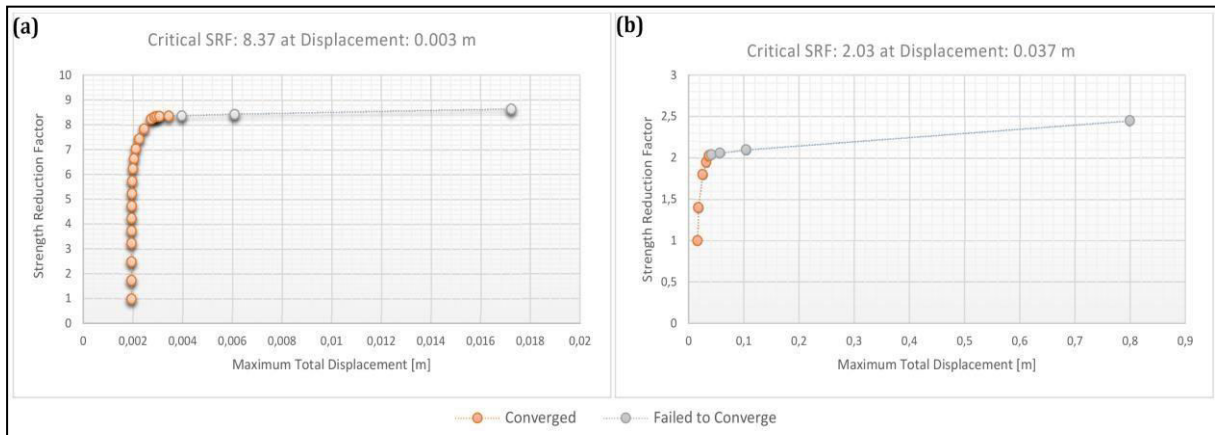 (a)
Critical SRF: 8.37 at Displacement: 0.003 m
Strength Reduction Factor
10
9
8
7
6
5
4
3
2
1
0
0 0,002 0,004 0,006 0,008 0,01 0,012 0,014 0,016 0,018 0,02
Maximum Total Displacement [m]
(b)
Critical SRF: 2.03 at Displacement: 0.037 m
Strength Reduction Factor
3
2,5
2
1,5
1
0,5
0
0 0,1 0,2 0,3 0,4 0,5 0,6 0,7 0,8 0,9
Maximum Total Displacement [m]
Converged Failed to Converge